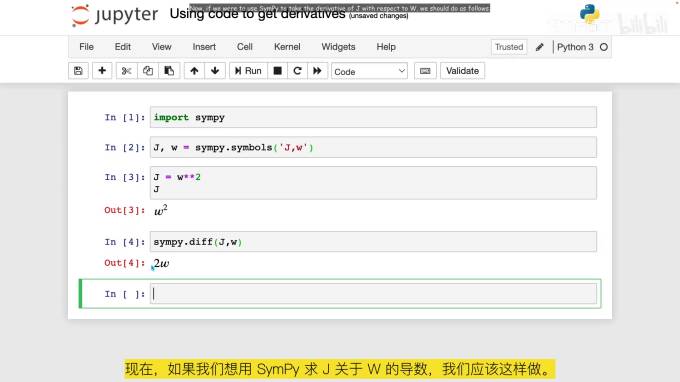 Now, if we were to use SymPy to take the derivative of J with respect to W, we should do as follows:
jupyter Using code to get derivatives (unsaved changes)
bilibili
File Edit View Insert Cell Kernel Widgets Help Trusted Python 3
Run Code Validate
In [1]: import sympy
In [2]: J, w = sympy.symbols('J,w')
In [3]: J = w**2
J
Out[3]: w²
In [4]: sympy.diff(J,w)
Out[4]: 2w
In [ ]:
现在，如果我们想用 SymPy 求 J 关于 W 的导数，我们应该这样做。